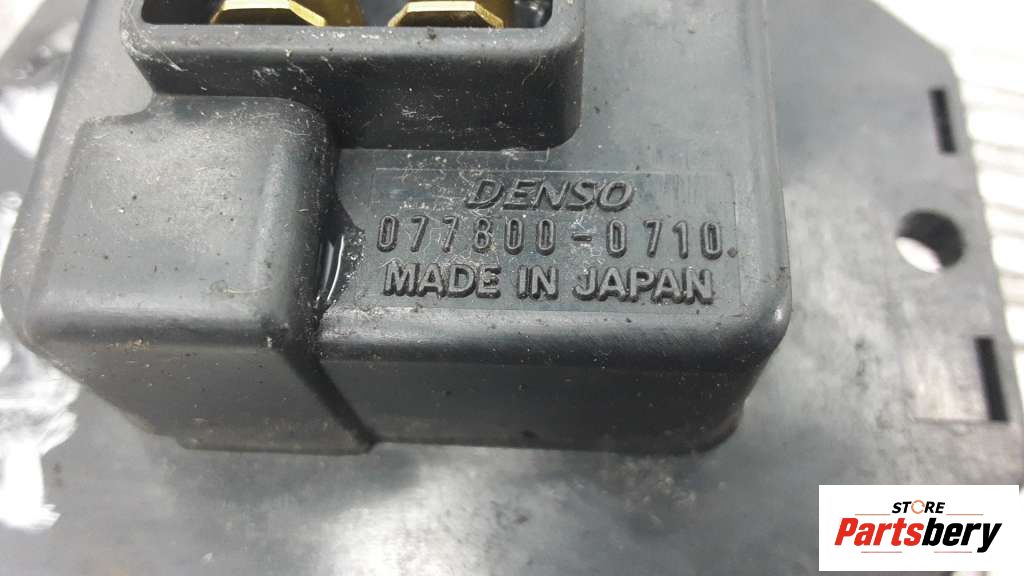 DENSO
077800-0710.
MADE IN JAPAN
STORE
Partsbery